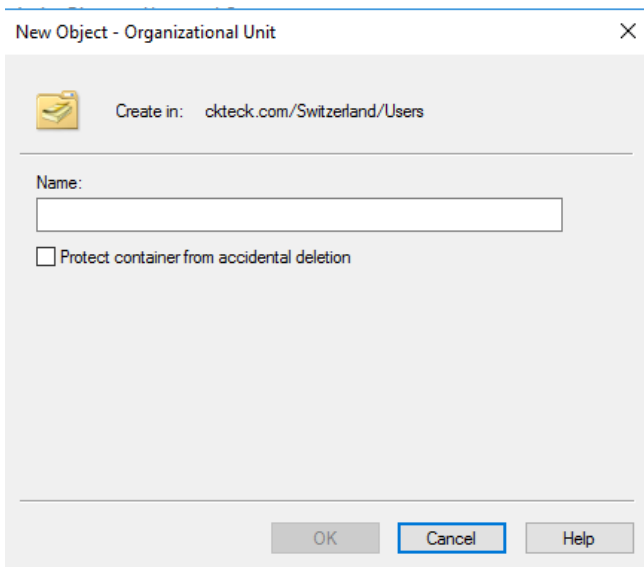 New Object - Organizational Unit
Create in: ckteck.com/Switzerland/Users
Name:
Protect container from accidental deletion
OK Cancel Help